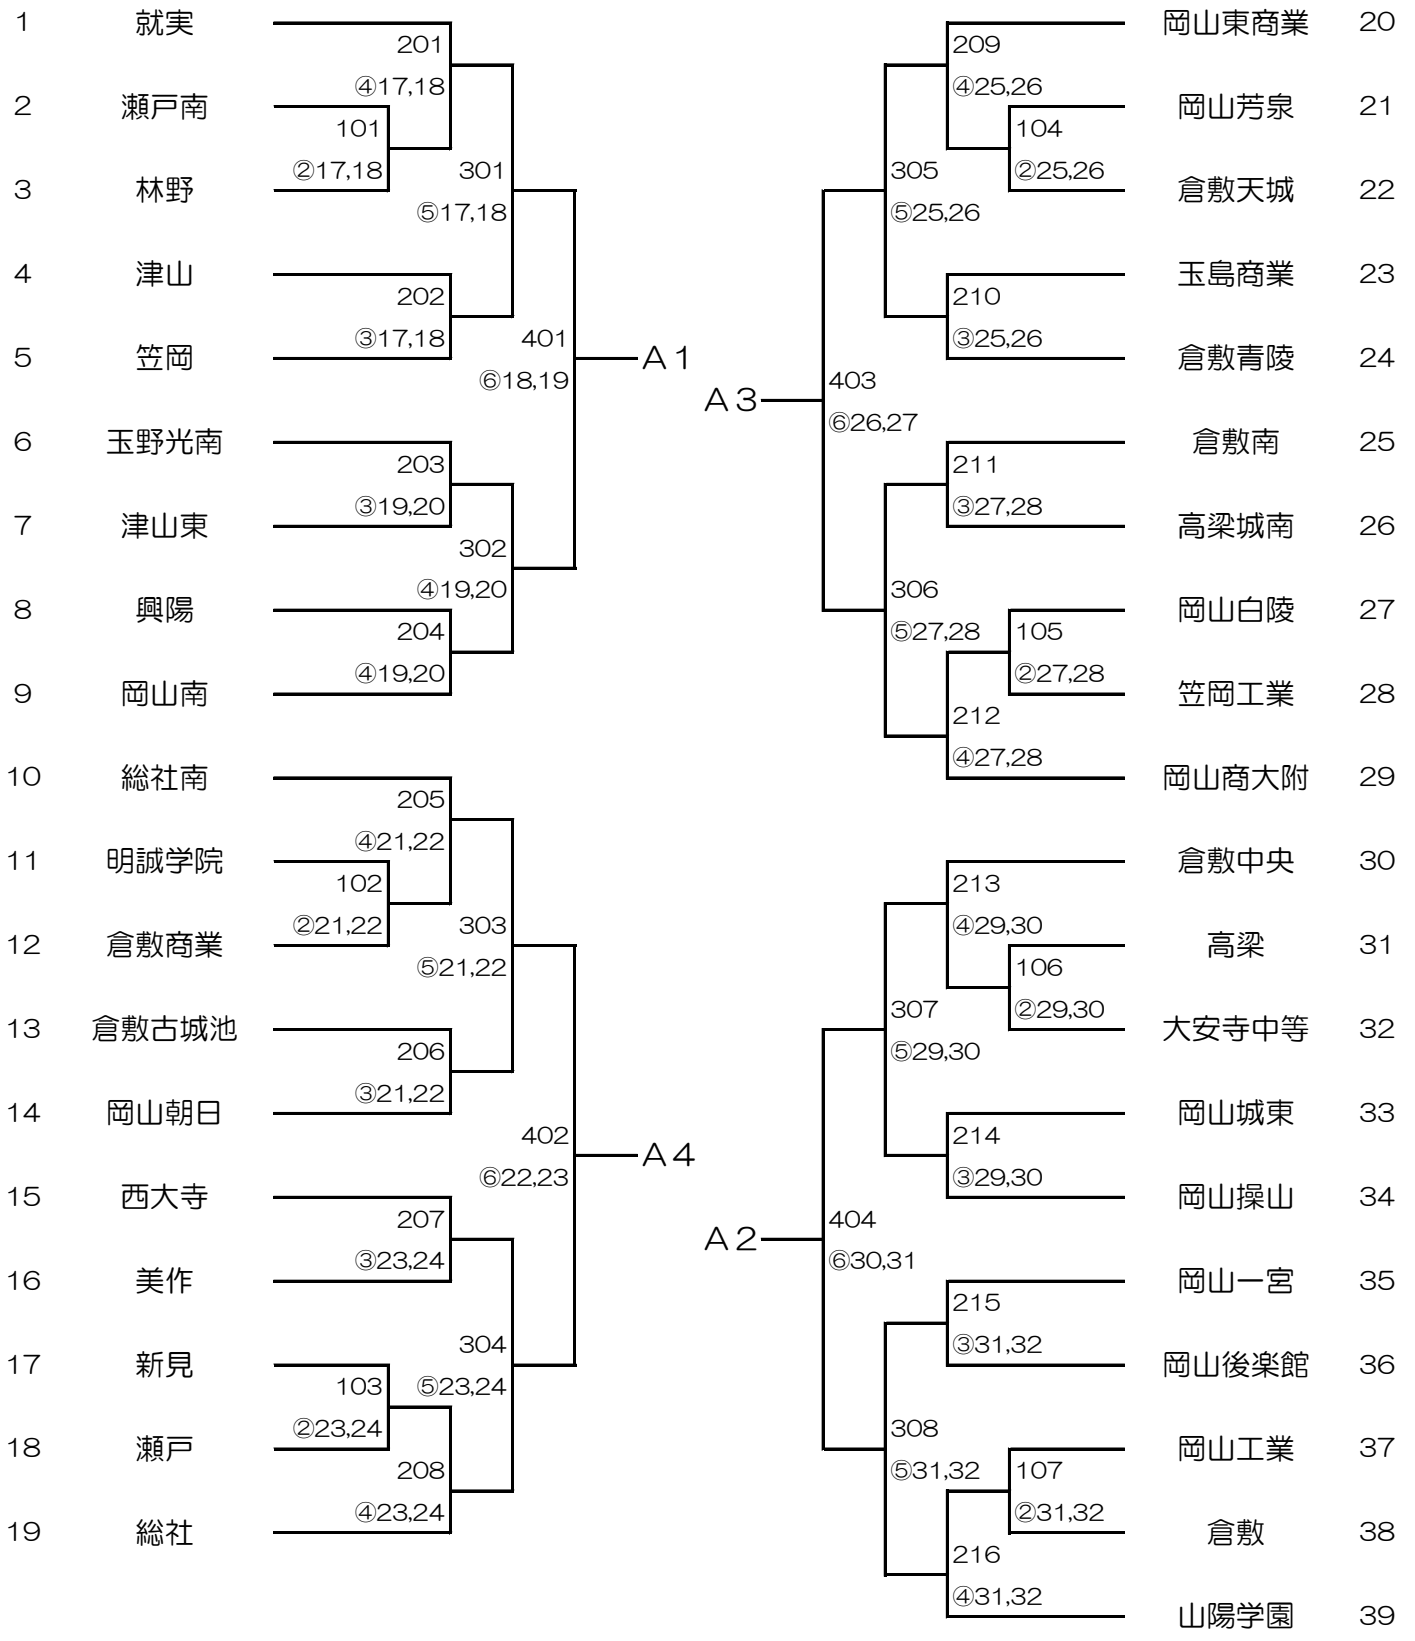 1 就実
201
④17,18
2 瀬戸南
101
②17,18
3 林野
301
⑤17,18
4 津山
202
③17,18
5 笠岡
401
⑥18,19
A1
6 玉野光南
203
③19,20
7 津山東
302
④19,20
8 興陽
204
④19,20
9 岡山南
10 総社南
205
④21,22
11 明誠学院
102
②21,22
12 倉敷商業
303
⑤21,22
13 倉敷古城池
206
③21,22
14 岡山朝日
402
⑥22,23
A4
15 西大寺
207
③23,24
16 美作
304
⑤23,24
17 新見
103
②23,24
18 瀬戸
208
④23,24
19 総社
岡山東商業 20
209
④25,26
岡山芳泉 21
104
②25,26
倉敷天城 22
305
⑤25,26
玉島商業 23
210
③25,26
倉敷青陵 24
A3
403
⑥26,27
倉敷南 25
211
③27,28
高梁城南 26
306
⑤27,28
岡山白陵 27
105
②27,28
笠岡工業 28
212
④27,28
岡山商大附 29
倉敷中央 30
213
④29,30
高梁 31
106
②29,30
大安寺中等 32
307
⑤29,30
岡山城東 33
214
③29,30
岡山操山 34
A2
404
⑥30,31
岡山一宮 35
215
③31,32
岡山後楽館 36
308
⑤31,32
岡山工業 37
107
②31,32
倉敷 38
216
④31,32
山陽学園 39